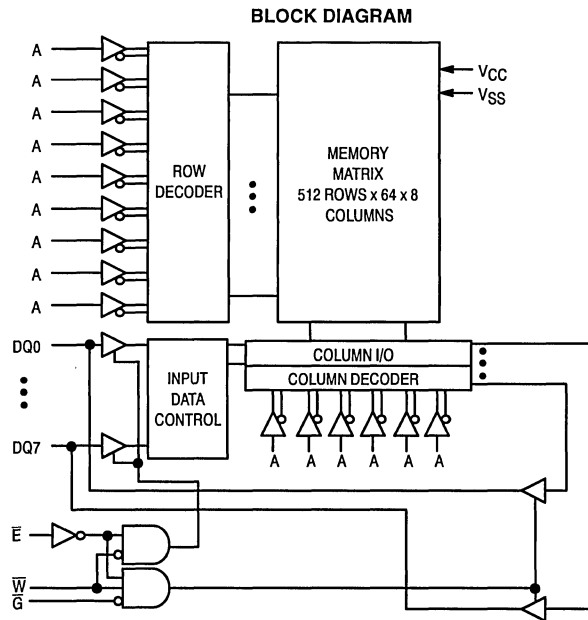 BLOCK DIAGRAM
A
A
A
A
A
A
A
A
A
ROW
DECODER
MEMORY
MATRIX
512 ROWS x 64 x 8
COLUMNS
VCC
VSS
DQ0
DQ7
INPUT
DATA
CONTROL
COLUMN I/O
COLUMN DECODER
A A A A A A
E̅
W̅
G̅